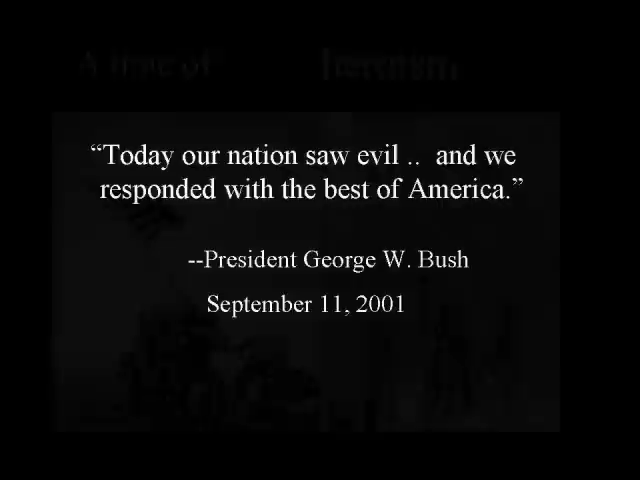 “Today our nation saw evil .. and we
responded with the best of America.”
--President George W. Bush
September 11, 2001